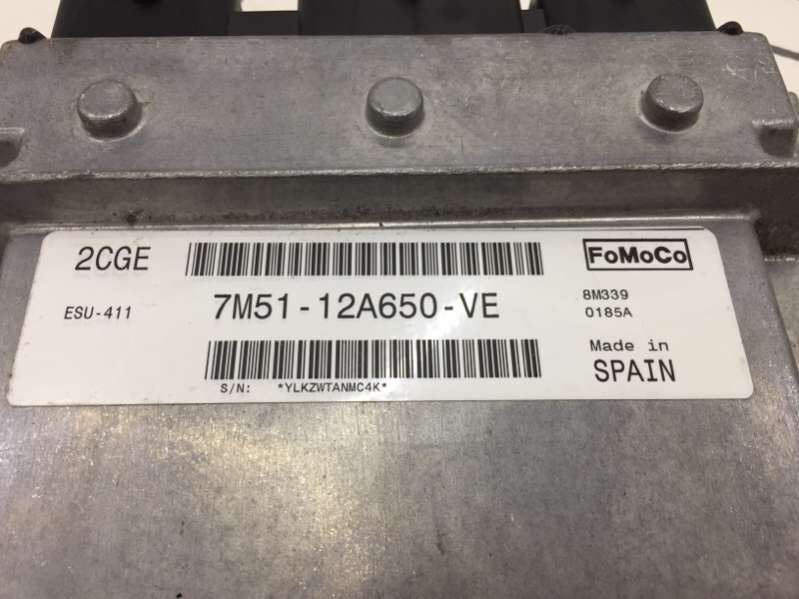 2CGE
FoMoCo
ESU-411
7M51-12A650-VE
8M339
0185A
Made in
SPAIN
S/N: *YLKZWTANMC4K*